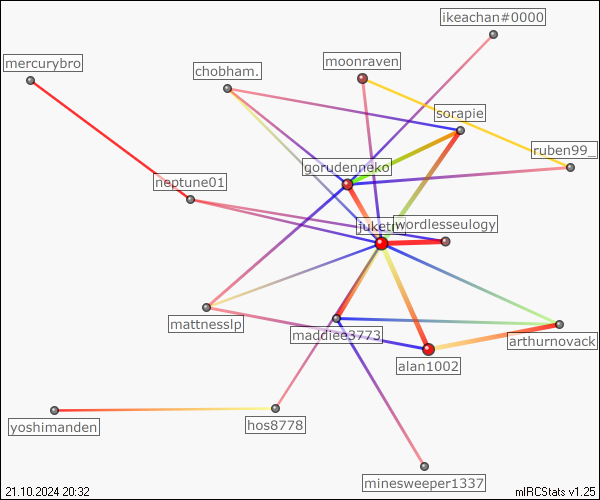 ikeachan#0000
mercurybro
moonraven
chobham.
sorapie
ruben99_
gorudenneko
neptune01
wordlesseulogy
mattnesslp
maddiee3773
arthurnovack
alan1002
yoshimanden
hos8778
minesweeper1337
21.10.2024 20:32
mIRCStats v1.25